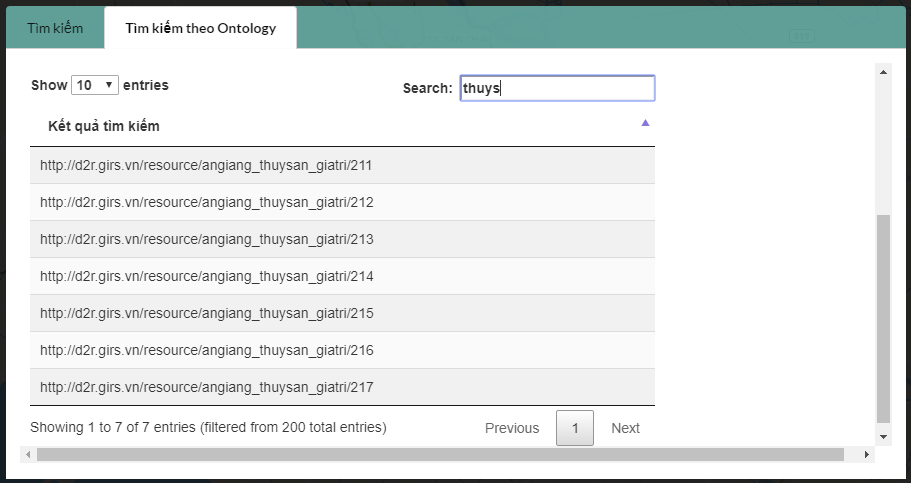 Tìm kiếm
Tìm kiếm theo Ontology
Show 10 entries
Search: thuys
Kết quả tìm kiếm
http://d2r.girs.vn/resource/angiang_thuysan_giatri/211
http://d2r.girs.vn/resource/angiang_thuysan_giatri/212
http://d2r.girs.vn/resource/angiang_thuysan_giatri/213
http://d2r.girs.vn/resource/angiang_thuysan_giatri/214
http://d2r.girs.vn/resource/angiang_thuysan_giatri/215
http://d2r.girs.vn/resource/angiang_thuysan_giatri/216
http://d2r.girs.vn/resource/angiang_thuysan_giatri/217
Showing 1 to 7 of 7 entries (filtered from 200 total entries)
Previous 1 Next